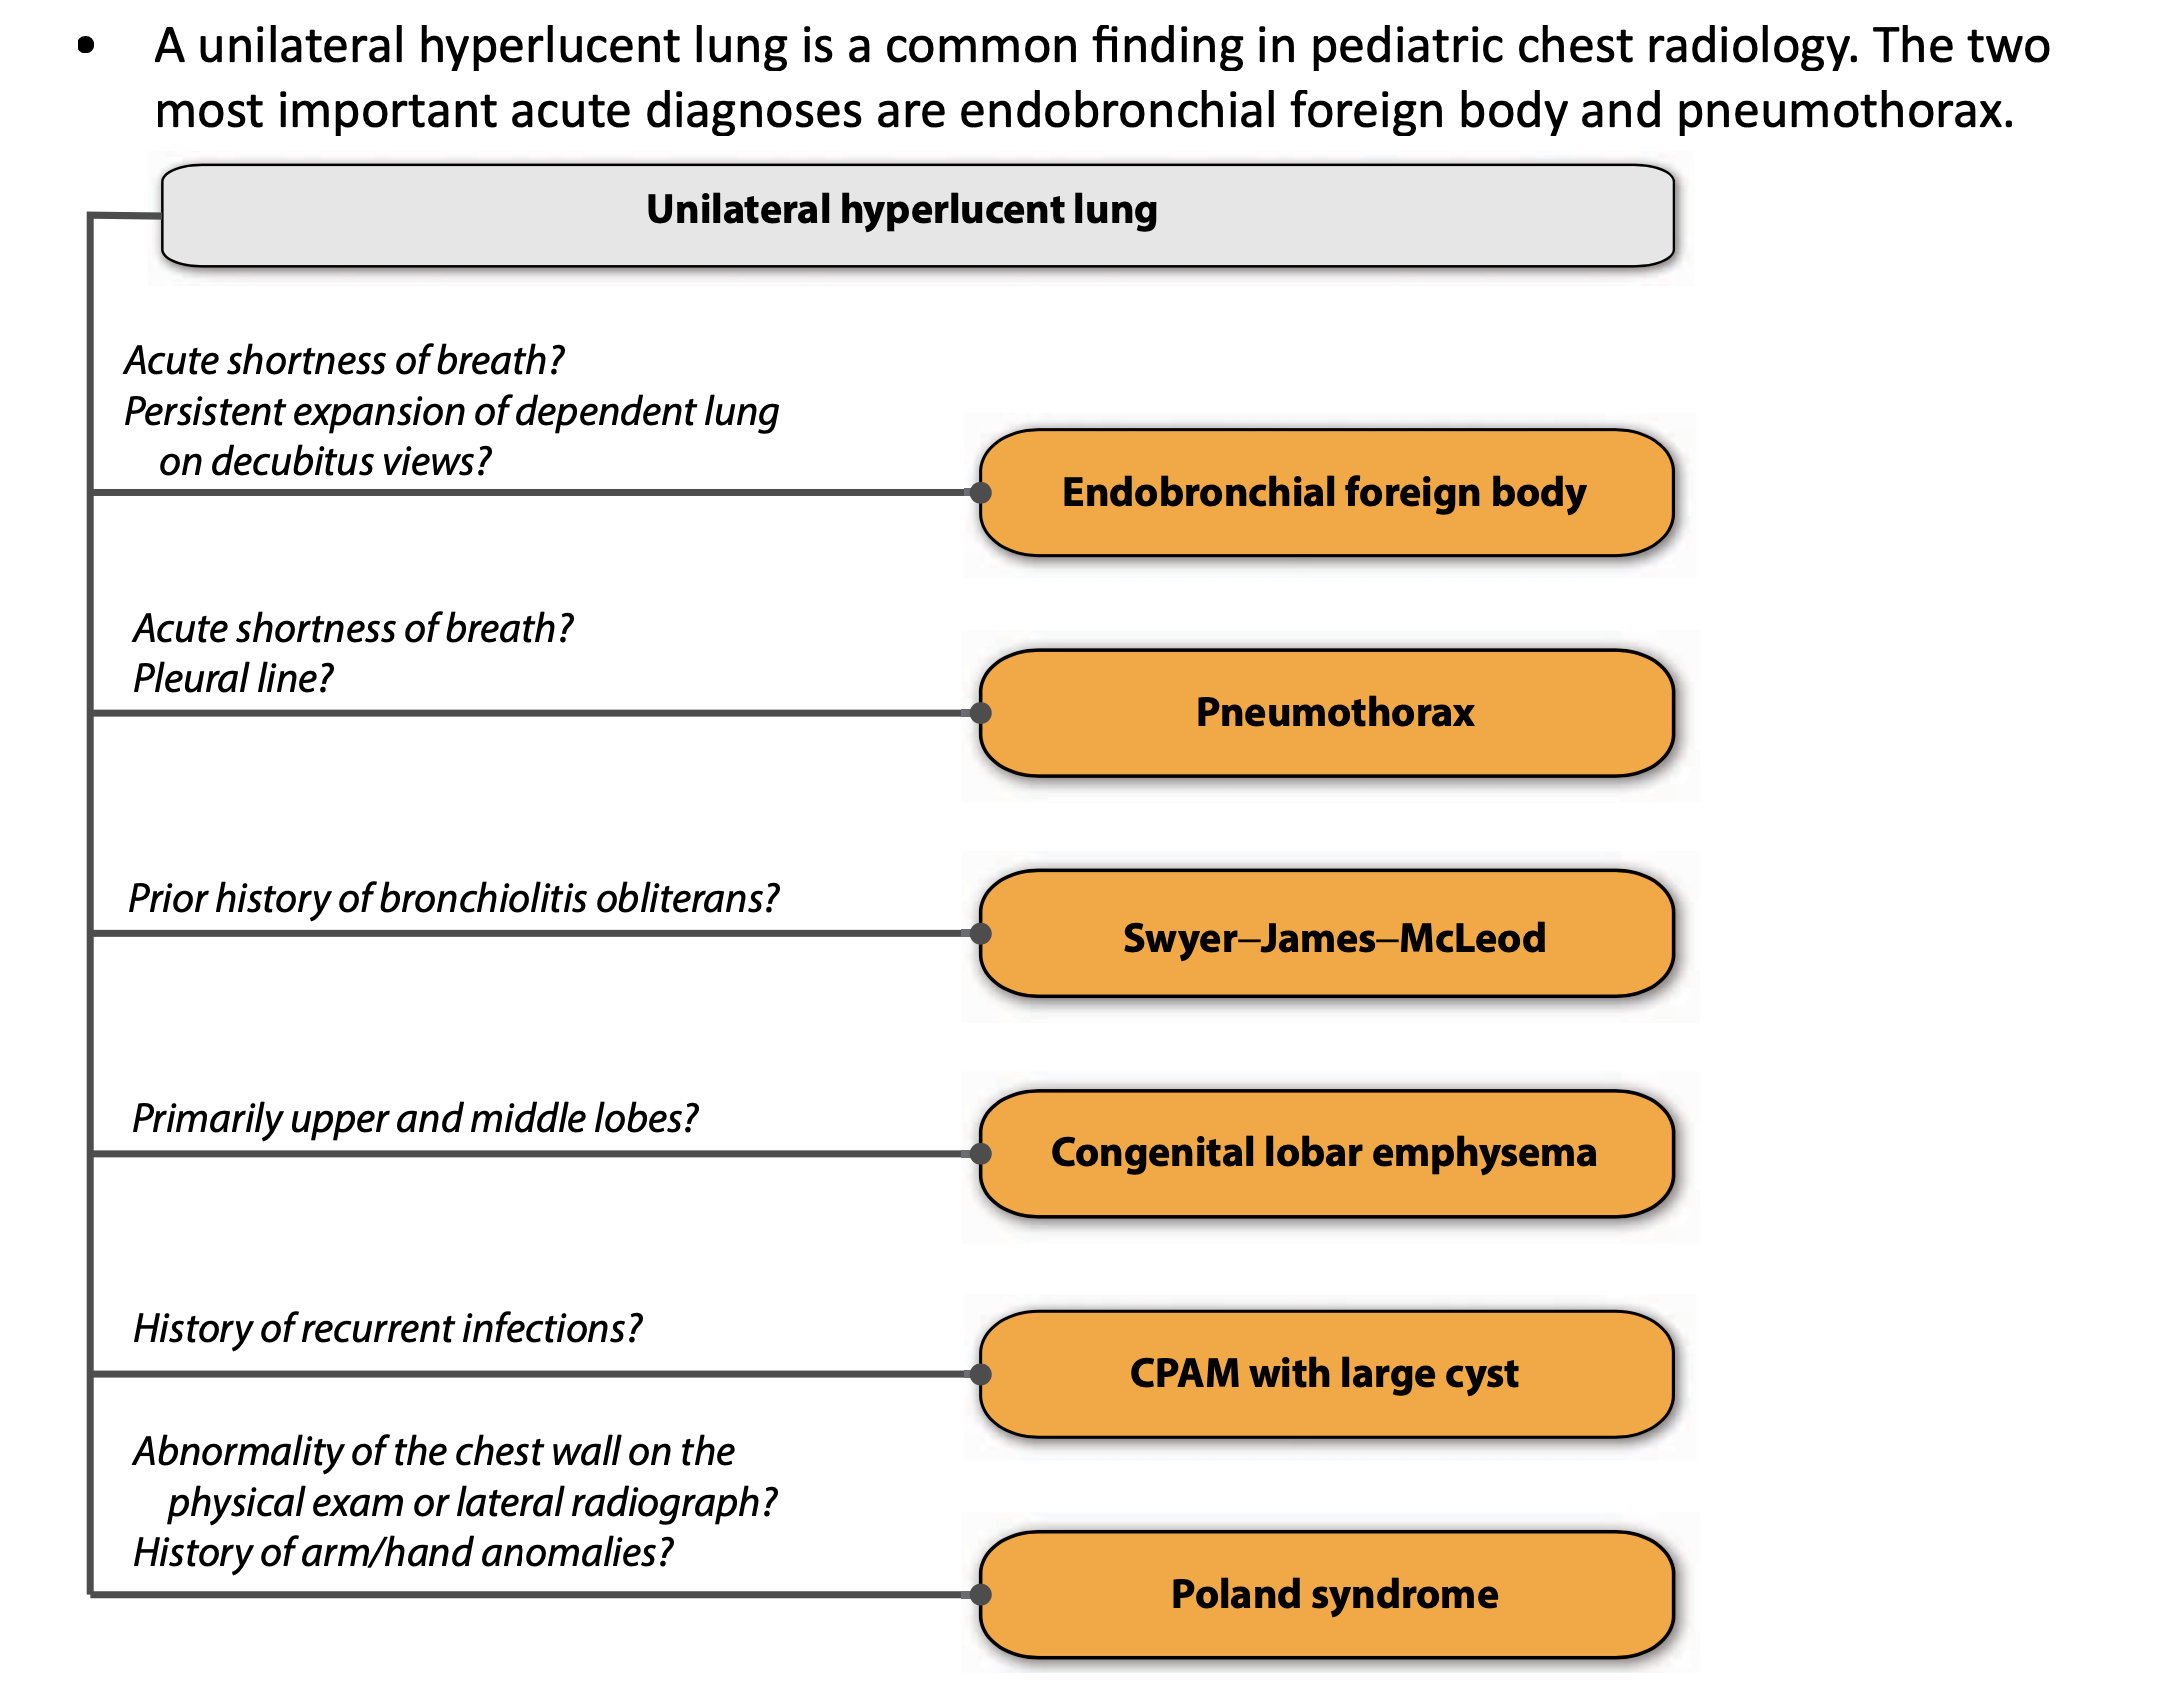 • A unilateral hyperlucent lung is a common finding in pediatric chest radiology. The two
most important acute diagnoses are endobronchial foreign body and pneumothorax.
Unilateral hyperlucent lung
Acute shortness of breath?
Persistent expansion of dependent lung
on decubitus views?
Endobronchial foreign body
Acute shortness of breath?
Pleural line?
Pneumothorax
Prior history of bronchiolitis obliterans?
Swyer–James–McLeod
Primarily upper and middle lobes?
Congenital lobar emphysema
History of recurrent infections?
CPAM with large cyst
Abnormality of the chest wall on the
physical exam or lateral radiograph?
History of arm/hand anomalies?
Poland syndrome